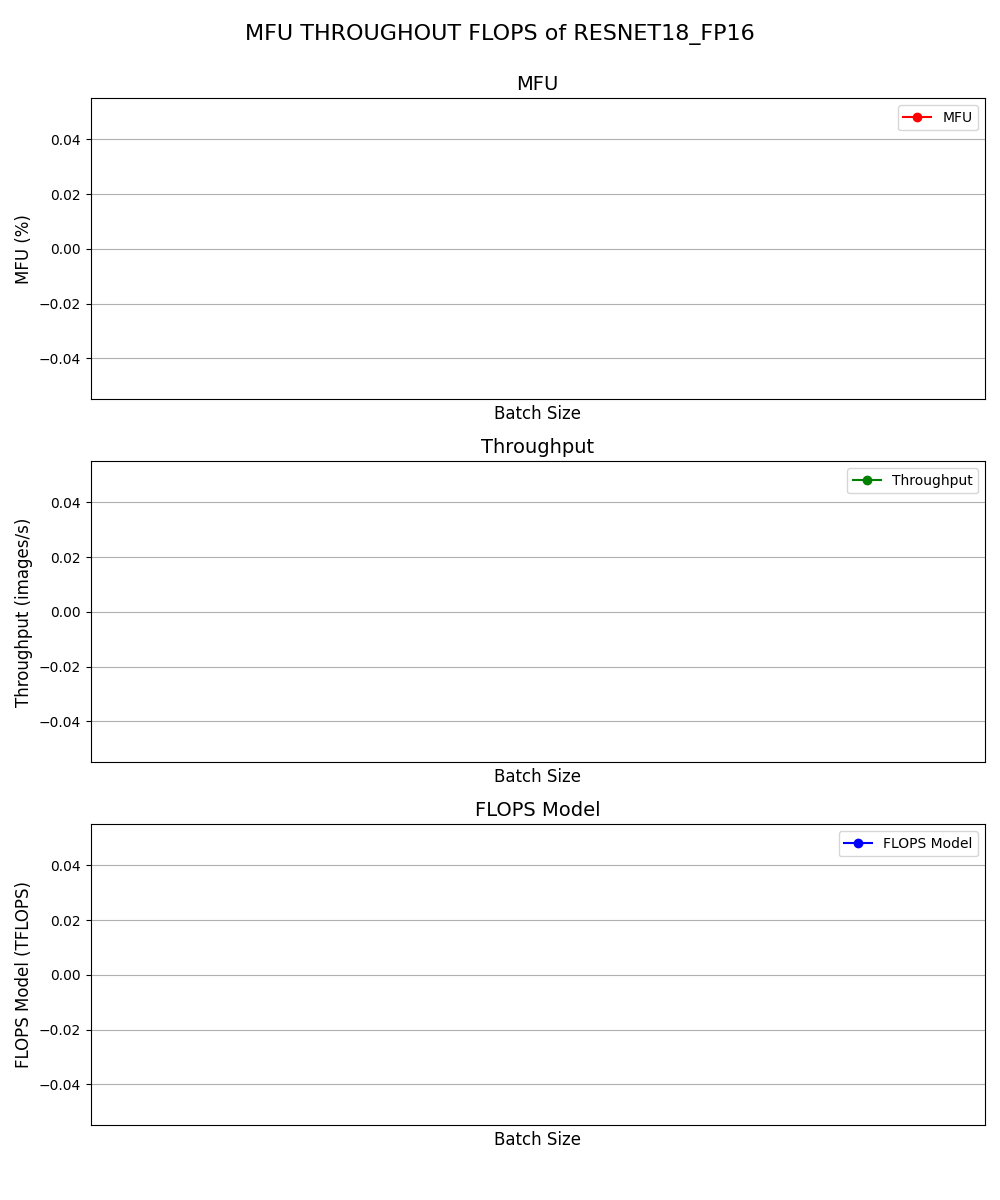 MFU THROUGHOUT FLOPS of RESNET18_FP16
MFU
MFU
0.04
0.02
0.00
−0.02
−0.04
MFU (%)
Batch Size
Throughput
Throughput
0.04
0.02
0.00
−0.02
−0.04
Throughput (images/s)
Batch Size
FLOPS Model
FLOPS Model
0.04
0.02
0.00
−0.02
−0.04
FLOPS Model (TFLOPS)
Batch Size